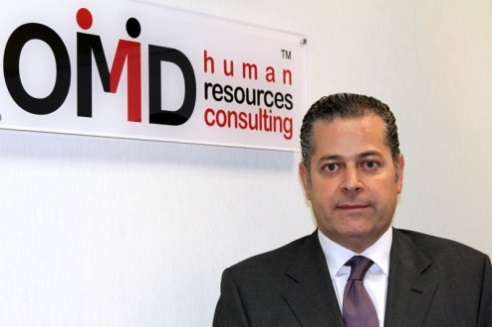 OMD
TM
human
resources
consulting